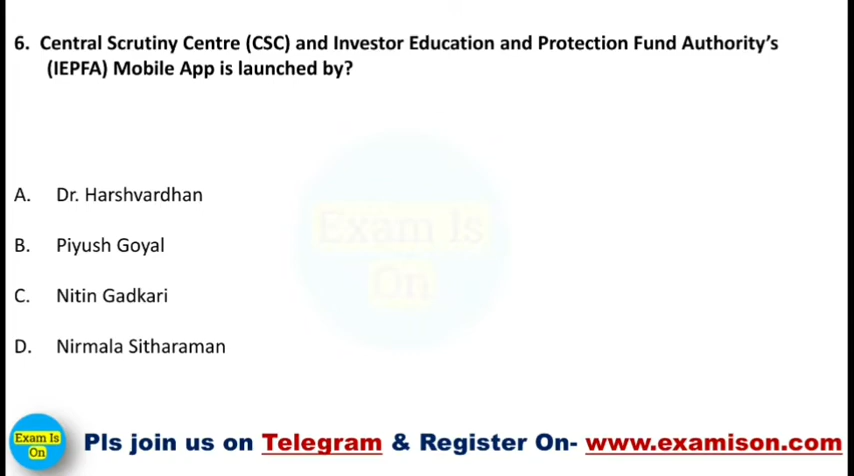 6. Central Scrutiny Centre (CSC) and Investor Education and Protection Fund Authority’s
(IEPFA) Mobile App is launched by?
A. Dr. Harshvardhan
Exam Is
On
B. Piyush Goyal
C. Nitin Gadkari
D. Nirmala Sitharaman
Exam Is
On
Pls join us on Telegram & Register On- www.examison.com